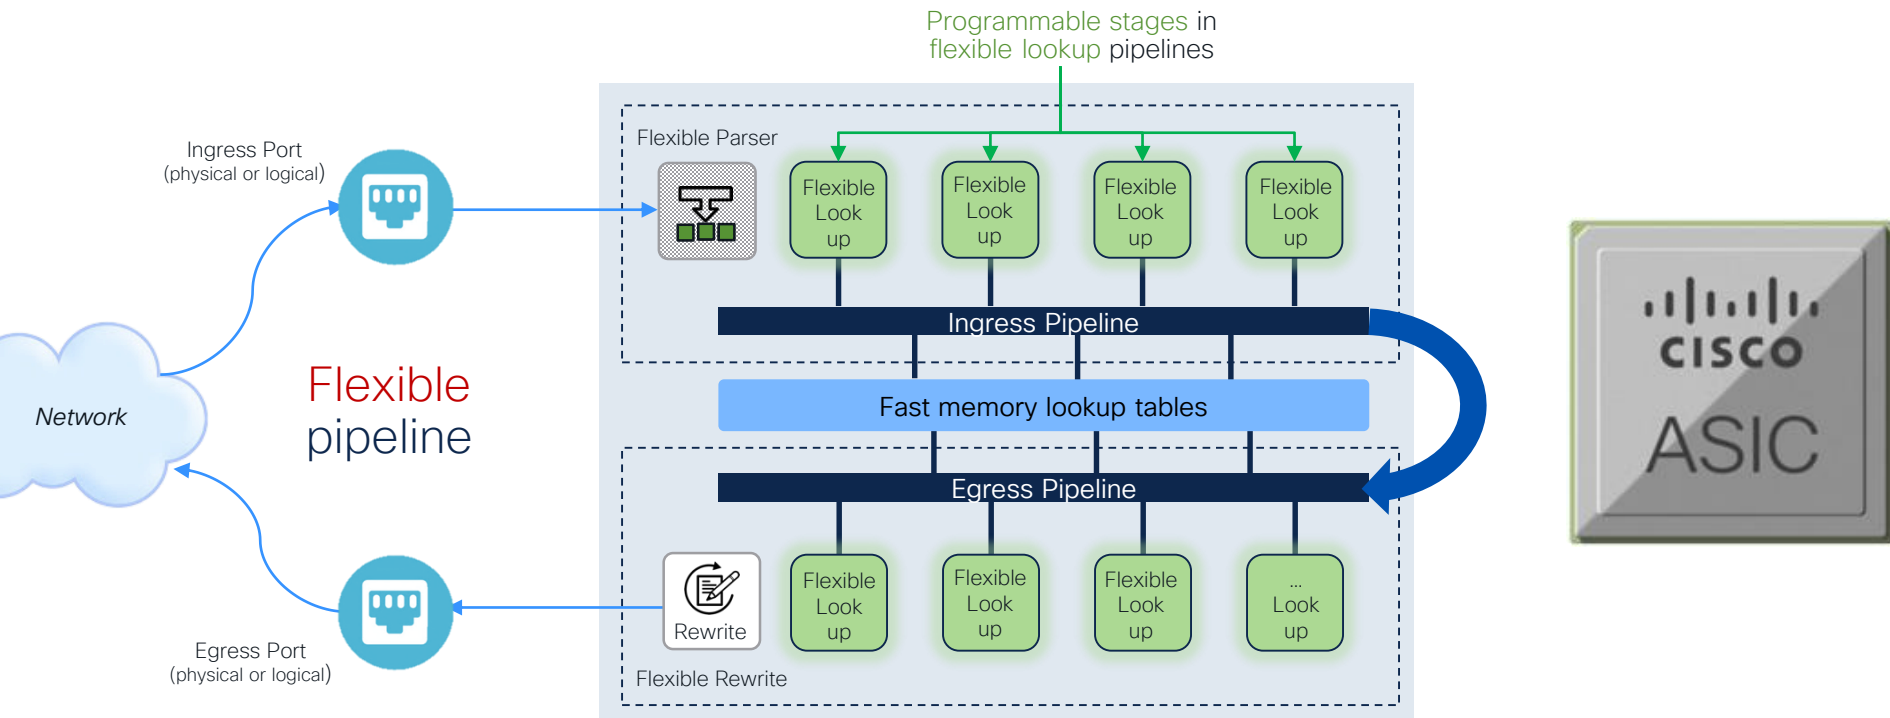 Programmable stages in
flexible lookup pipelines
Flexible Parser
Ingress Port
(physical or logical)
Flexible
Look
up
Flexible
Look
up
Flexible
Look
up
Flexible
Look
up
Ingress Pipeline
Flexible
pipeline
Network
Fast memory lookup tables
Egress Pipeline
Flexible
Look
up
Flexible
Look
up
Flexible
Look
up
...
Look
up
Rewrite
Egress Port
(physical or logical)
Flexible Rewrite
CISCO
ASIC